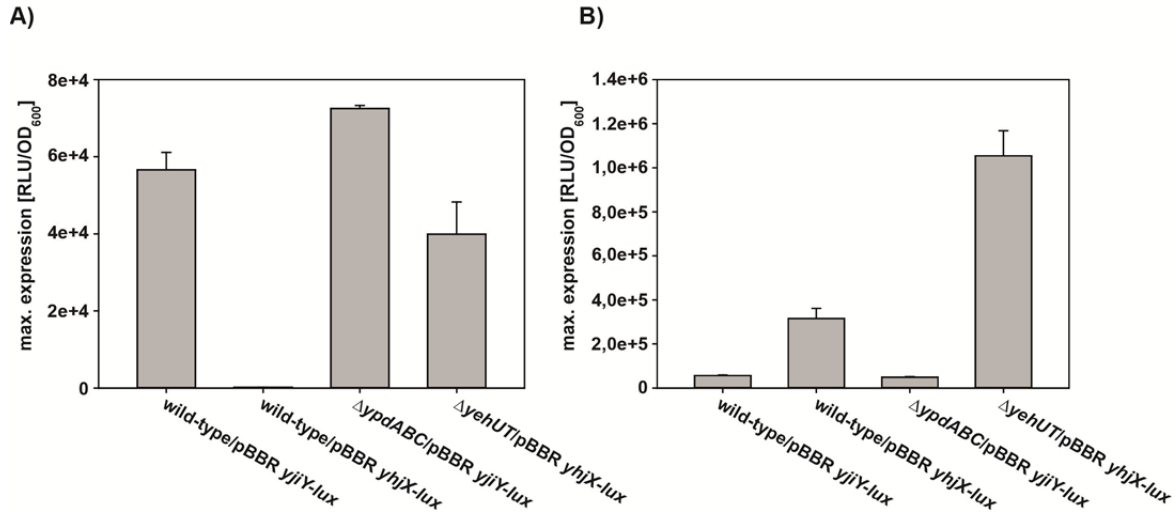 A)
max. expression [RLU/OD600]
8e+4
6e+4
4e+4
2e+4
0
wild-type/pBBR yjiY-lux
wild-type/pBBR yhjX-lux
ΔypdABC/pBBR yjiY-lux
ΔyehUT/pBBR yhjX-lux
B)
max. expression [RLU/OD600]
1.4e+6
1.2e+6
1.0e+6
8,0e+5
6,0e+5
4,0e+5
2,0e+5
0
wild-type/pBBR yjiY-lux
wild-type/pBBR yhjX-lux
ΔypdABC/pBBR yjiY-lux
ΔyehUT/pBBR yhjX-lux